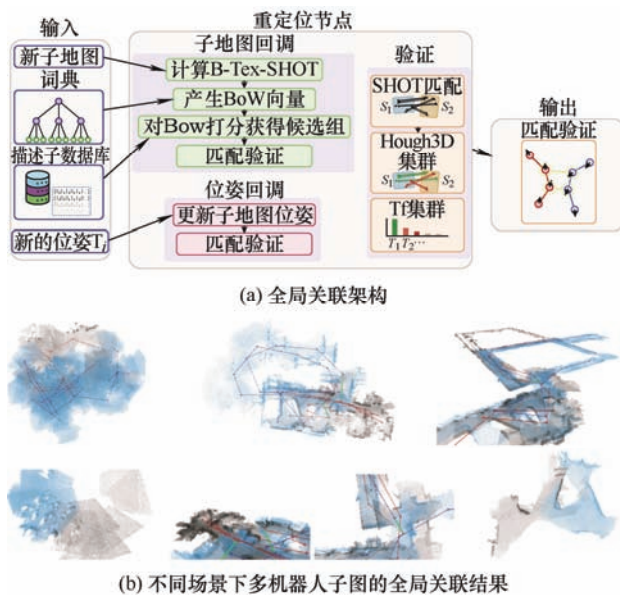 输入
重定位节点
新子地图
词典
描述子数据库
新的位姿Ti
子地图回调
计算B-Tex-SHOT
产生BoW向量
对Bow打分获得候选组
匹配验证
位姿回调
更新子地图位姿
匹配验证
验证
SHOT匹配
S1 S2
Hough3D
集群
S1 S2
Tf集群
T1 T2…
输出
匹配验证
(a) 全局关联架构
(b) 不同场景下多机器人子图的全局关联结果